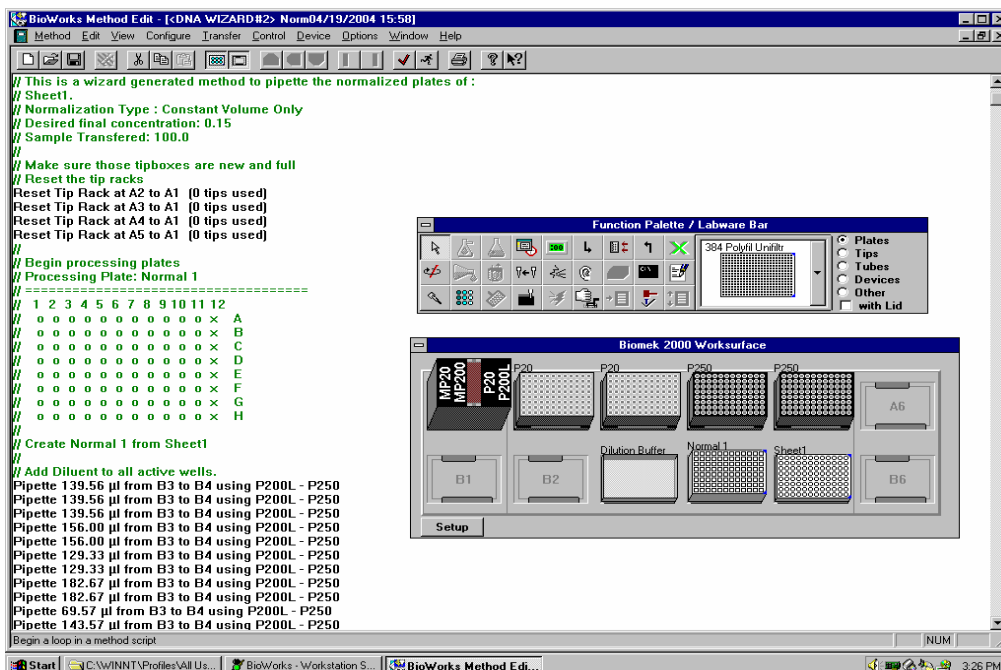 BioWorks Method Edit - [<DNA WIZARD#2> Norm04/19/2004 15:58]
Method Edit View Configure Transfer Control Device Options Window Help
// This is a wizard generated method to pipette the normalized plates of :
// Sheet1.
// Normalization Type : Constant Volume Only
// Desired final concentration: 0.15
// Sample Transfered: 100.0
//
// Make sure those tipboxes are new and full
// Reset the tip racks
Reset Tip Rack at A2 to A1 (0 tips used)
Reset Tip Rack at A3 to A1 (0 tips used)
Reset Tip Rack at A4 to A1 (0 tips used)
Reset Tip Rack at A5 to A1 (0 tips used)
//
// Begin processing plates
// Processing Plate: Normal 1
// =====================================
// 1 2 3 4 5 6 7 8 9 10 11 12
// o o o o o o o o o o o x A
// o o o o o o o o o o o x B
// o o o o o o o o o o o x C
// o o o o o o o o o o o x D
// o o o o o o o o o o o x E
// o o o o o o o o o o o x F
// o o o o o o o o o o o x G
// o o o o o o o o o o o x H
//
// Create Normal 1 from Sheet1
//
// Add Diluent to all active wells.
Pipette 139.56 µl from B3 to B4 using P200L - P250
Pipette 139.56 µl from B3 to B4 using P200L - P250
Pipette 139.56 µl from B3 to B4 using P200L - P250
Pipette 156.00 µl from B3 to B4 using P200L - P250
Pipette 156.00 µl from B3 to B4 using P200L - P250
Pipette 129.33 µl from B3 to B4 using P200L - P250
Pipette 129.33 µl from B3 to B4 using P200L - P250
Pipette 182.67 µl from B3 to B4 using P200L - P250
Pipette 182.67 µl from B3 to B4 using P200L - P250
Pipette 69.57 µl from B3 to B4 using P200L - P250
Pipette 143.57 µl from B3 to B4 using P200L - P250
Function Palette / Labware Bar
384 Polyfil Unifiltr
Plates
Tips
Tubes
Devices
Other
with Lid
Biomek 2000 Worksurface
MP20
MP200
P20
P200L
P20
P20
P250
P250
A6
B1
B2
Dilution Buffer
Normal 1
Sheet1
B6
Setup
Begin a loop in a method script
NUM
Start
C:\WINNT\Profiles\All Us...
BioWorks - Workstation S...
BioWorks Method Edi...
3:26 PM